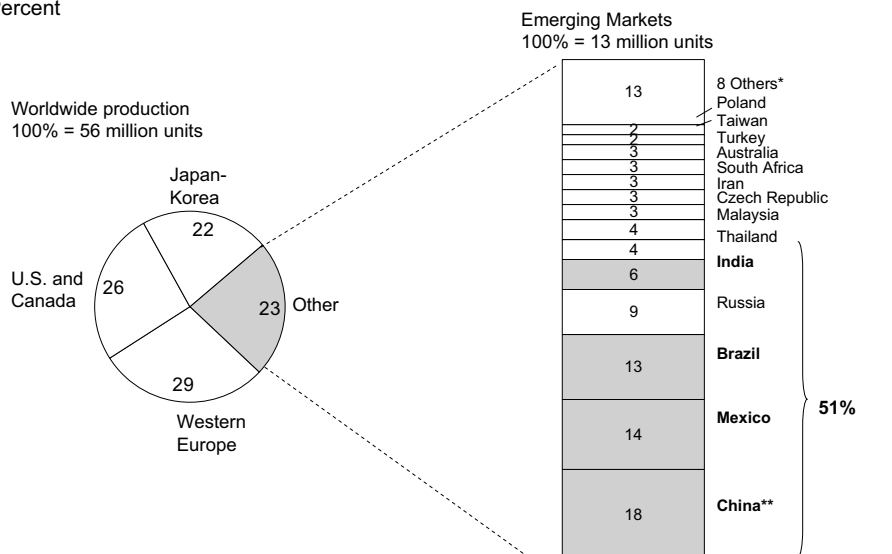 Percent
Worldwide production
100% = 56 million units
Japan-
Korea
22
U.S. and
Canada
26
23
Other
29
Western
Europe
Emerging Markets
100% = 13 million units
13
8 Others*
Poland
2
Taiwan
2
Turkey
3
Australia
3
South Africa
3
Iran
3
Czech Republic
3
Malaysia
4
Thailand
4
India
6
Russia
9
Brazil
13
Mexico
14
China**
18
51%